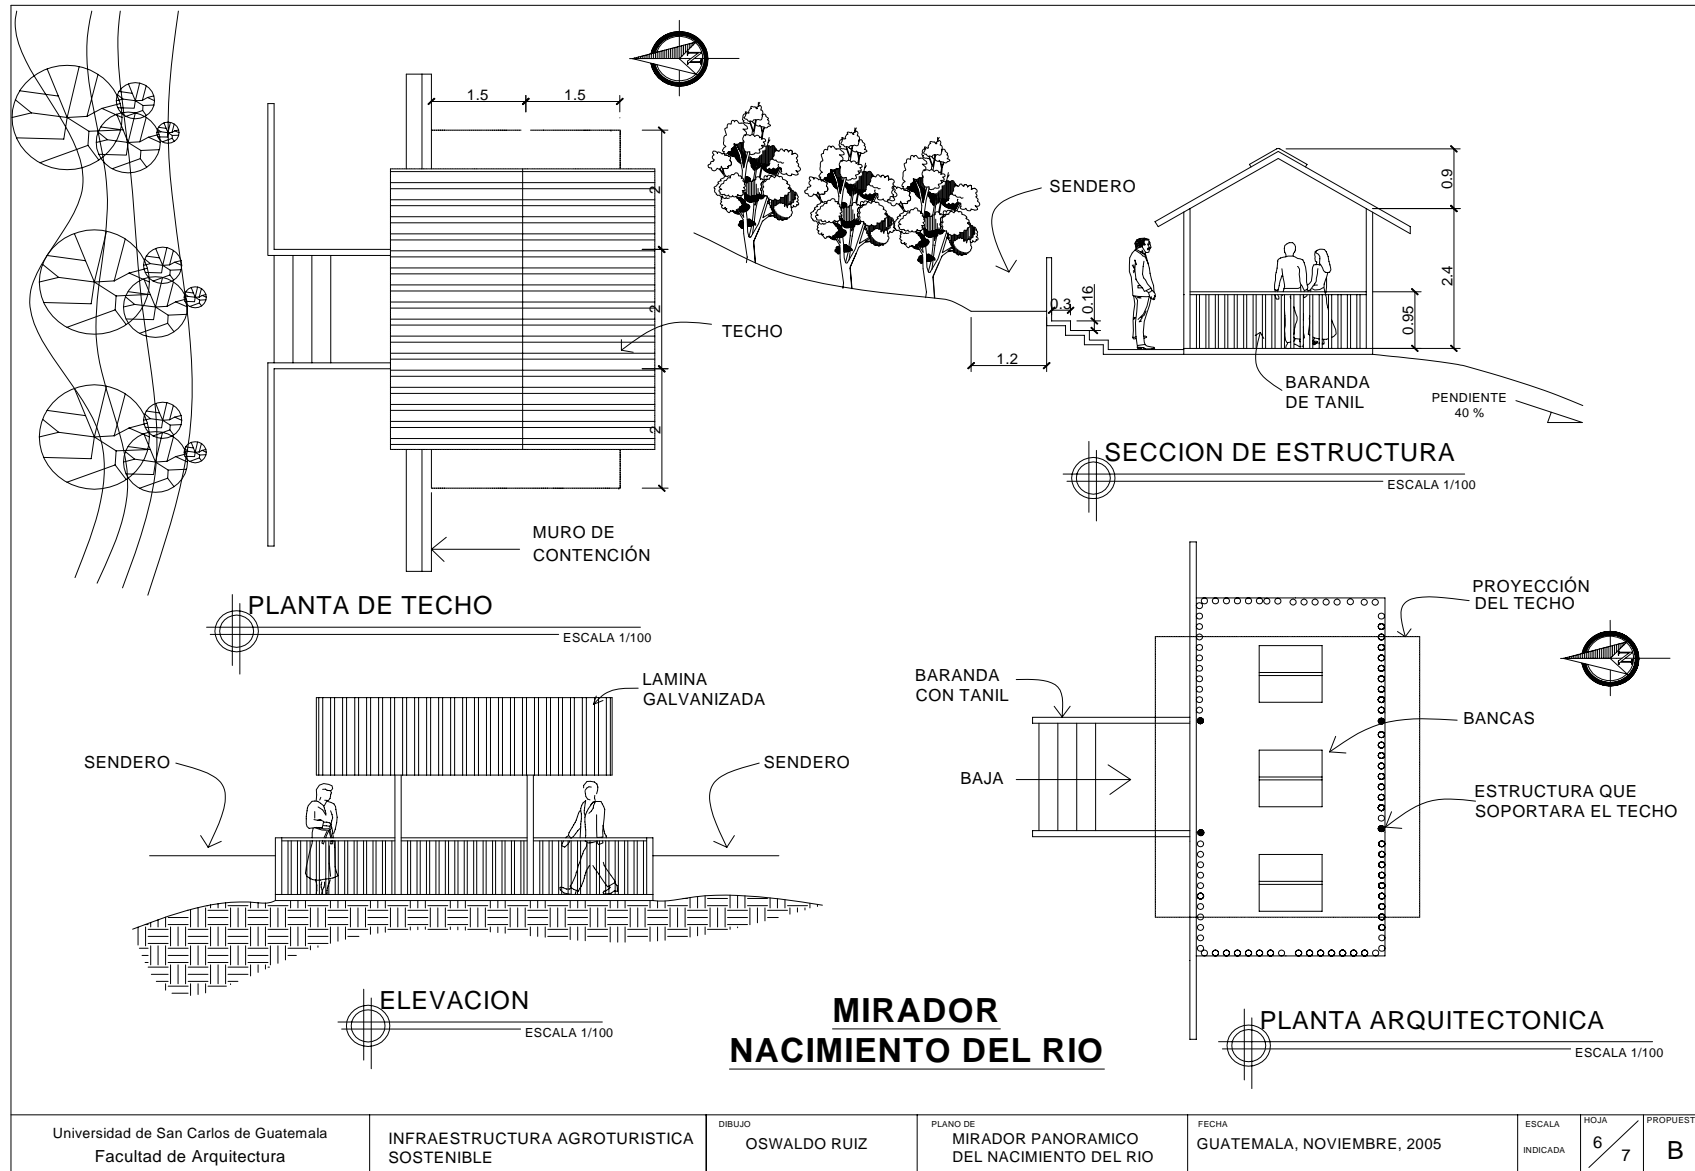 N
1.5
1.5
2
2
2
TECHO
MURO DE
CONTENCIÓN
PLANTA DE TECHO
ESCALA 1/100
SENDERO
0.3
0.16
1.2
0.9
2.4
0.95
BARANDA
DE TANIL
PENDIENTE
40 %
SECCION DE ESTRUCTURA
ESCALA 1/100
LAMINA
GALVANIZADA
SENDERO
SENDERO
ELEVACION
ESCALA 1/100
PROYECCIÓN
DEL TECHO
N
BARANDA
CON TANIL
BANCAS
BAJA
ESTRUCTURA QUE
SOPORTARA EL TECHO
PLANTA ARQUITECTONICA
ESCALA 1/100
MIRADOR
NACIMIENTO DEL RIO
Universidad de San Carlos de Guatemala
Facultad de Arquitectura
INFRAESTRUCTURA AGROTURISTICA
SOSTENIBLE
DIBUJO
OSWALDO RUIZ
PLANO DE
MIRADOR PANORAMICO
DEL NACIMIENTO DEL RIO
FECHA
GUATEMALA, NOVIEMBRE, 2005
ESCALA
INDICADA
HOJA
6/7
PROPUEST
B